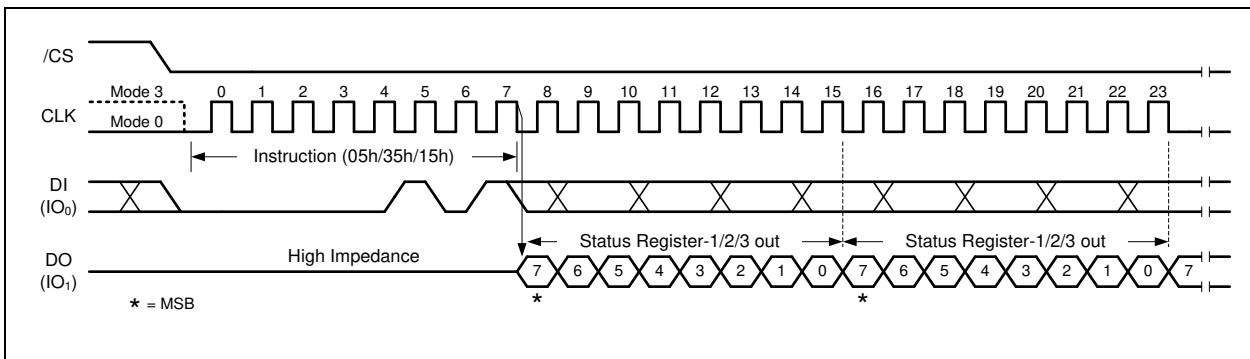 /CS
Mode 3
0 1 2 3 4 5 6 7 8 9 10 11 12 13 14 15 16 17 18 19 20 21 22 23
CLK
Mode 0
Instruction (05h/35h/15h)
DI
(IO₀)
Status Register-1/2/3 out Status Register-1/2/3 out
High Impedance
DO
(IO₁)
7 6 5 4 3 2 1 0 7 6 5 4 3 2 1 0 7
* *
* = MSB